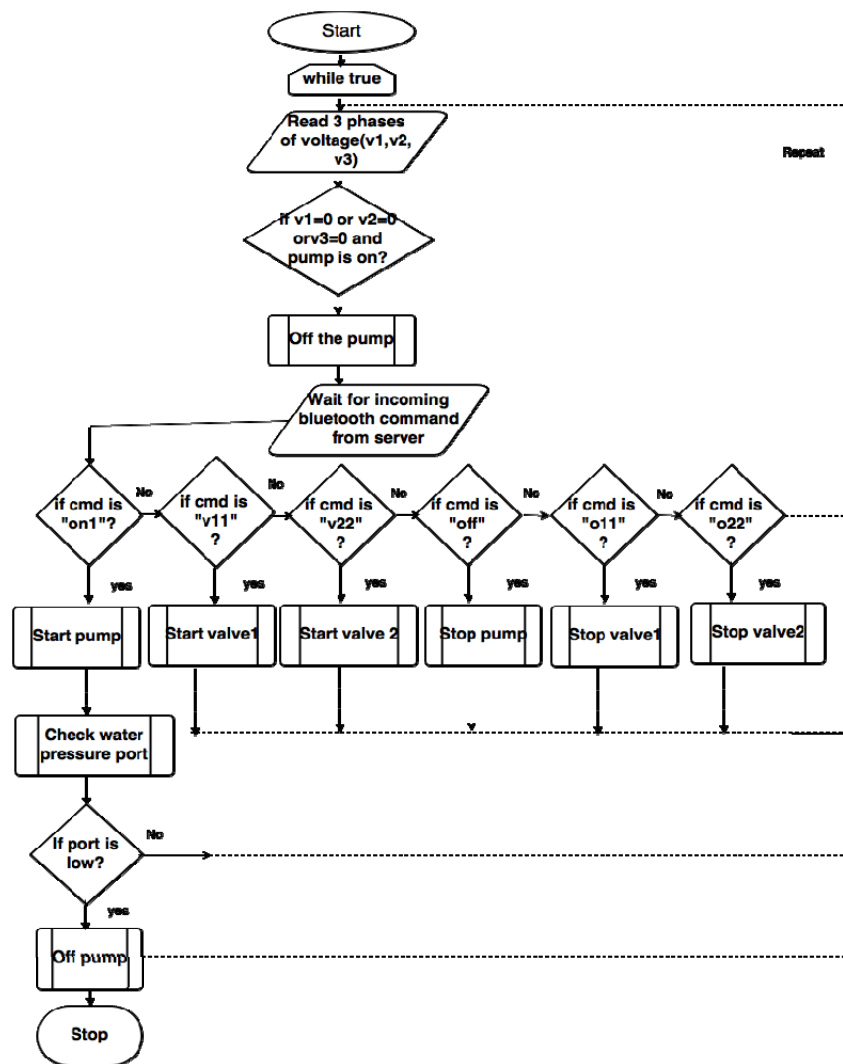 Start
while true
Read 3 phases
of voltage(v1,v2,
v3)
Repeat
if v1=0 or v2=0
orv3=0 and
pump is on?
Off the pump
Wait for incoming
bluetooth command
from server
if cmd is
"on1"?
No
if cmd is
"v11"
?
No
if cmd is
"v22"
?
No
if cmd is
"off"
?
No
if cmd is
"o11"
?
No
if cmd is
"o22"
?
yes
yes
yes
yes
yes
yes
Start pump
Start valve1
Start valve 2
Stop pump
Stop valve1
Stop valve2
Check water
pressure port
If port is
low?
No
yes
Off pump
Stop